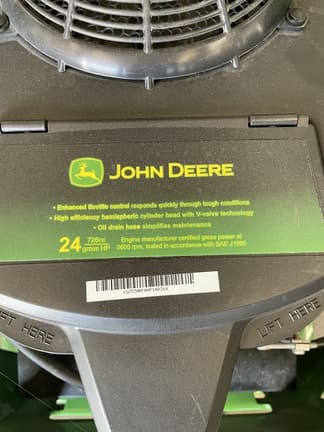 JOHN DEERE
• Enhanced throttle control responds quickly through tough conditions
• High efficiency hemispheric cylinder head with V-valve technology
• Oil drain hose simplifies maintenance
24 726cc gross HP
Engine manufacturer certified gross power at
3600 rpm, tested in accordance with SAE J1995
LIFT HERE
LIFT HERE